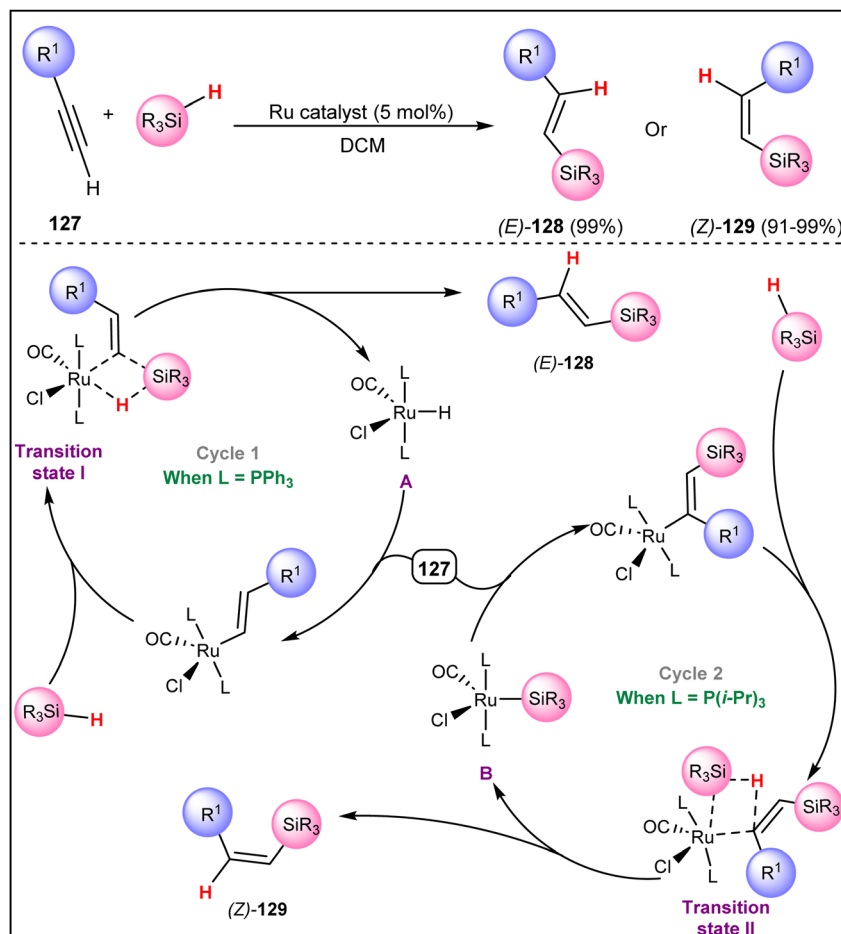 R¹
H
+
R₃Si
H
Ru catalyst (5 mol%)
DCM
R¹
H
SiR₃
Or
H
R¹
SiR₃
127
(E)-128 (99%)
(Z)-129 (91-99%)
R¹
L
OC
Ru
SiR₃
Cl
H
L
Transition
state I
Cycle 1
When L = PPh₃
H
R¹
SiR₃
(E)-128
L
OC
Ru
H
Cl
L
A
H
R₃Si
SiR₃
L
OC
Ru
R¹
Cl
L
127
R¹
L
OC
Ru
Cl
L
R₃Si
H
L
OC
Ru
SiR₃
Cl
L
B
Cycle 2
When L = P(i-Pr)₃
R₃Si
H
L
SiR₃
OC
Ru
Cl
R¹
L
Transition
state II
R¹
SiR₃
H
(Z)-129